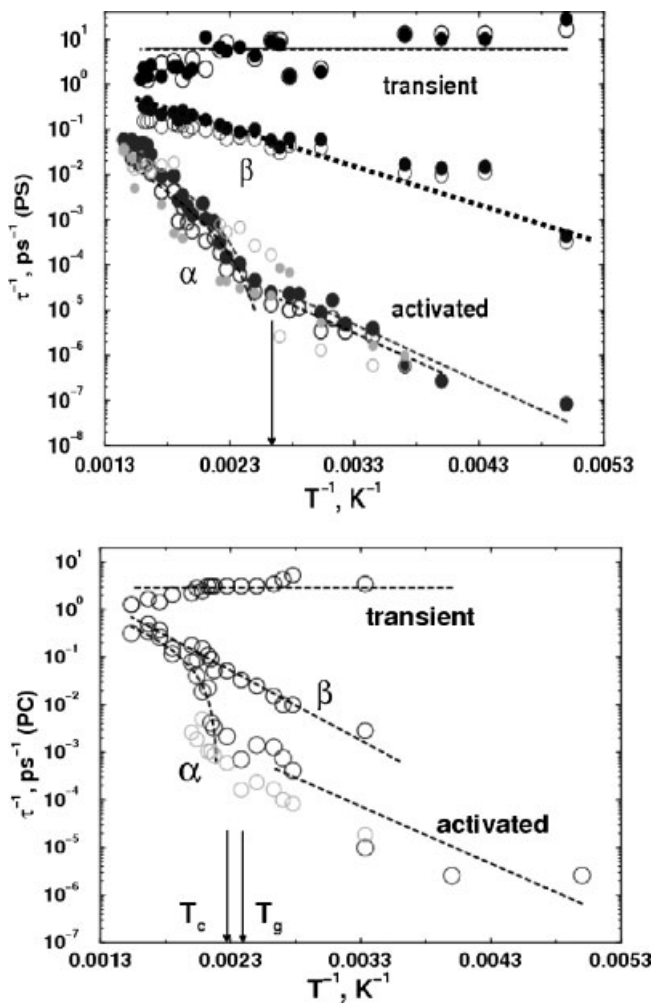 10¹
10⁰
10⁻¹
10⁻²
10⁻³
10⁻⁴
10⁻⁵
10⁻⁶
10⁻⁷
10⁻⁸
τ⁻¹, ps⁻¹ (PS)
transient
β
α
activated
0.0013 0.0023 0.0033 0.0043 0.0053
T⁻¹, K⁻¹
10¹
10⁰
10⁻¹
10⁻²
10⁻³
10⁻⁴
10⁻⁵
10⁻⁶
10⁻⁷
τ⁻¹, ps⁻¹ (PC)
transient
β
α
activated
T_c T_g
0.0013 0.0023 0.0033 0.0043 0.0053
T⁻¹, K⁻¹